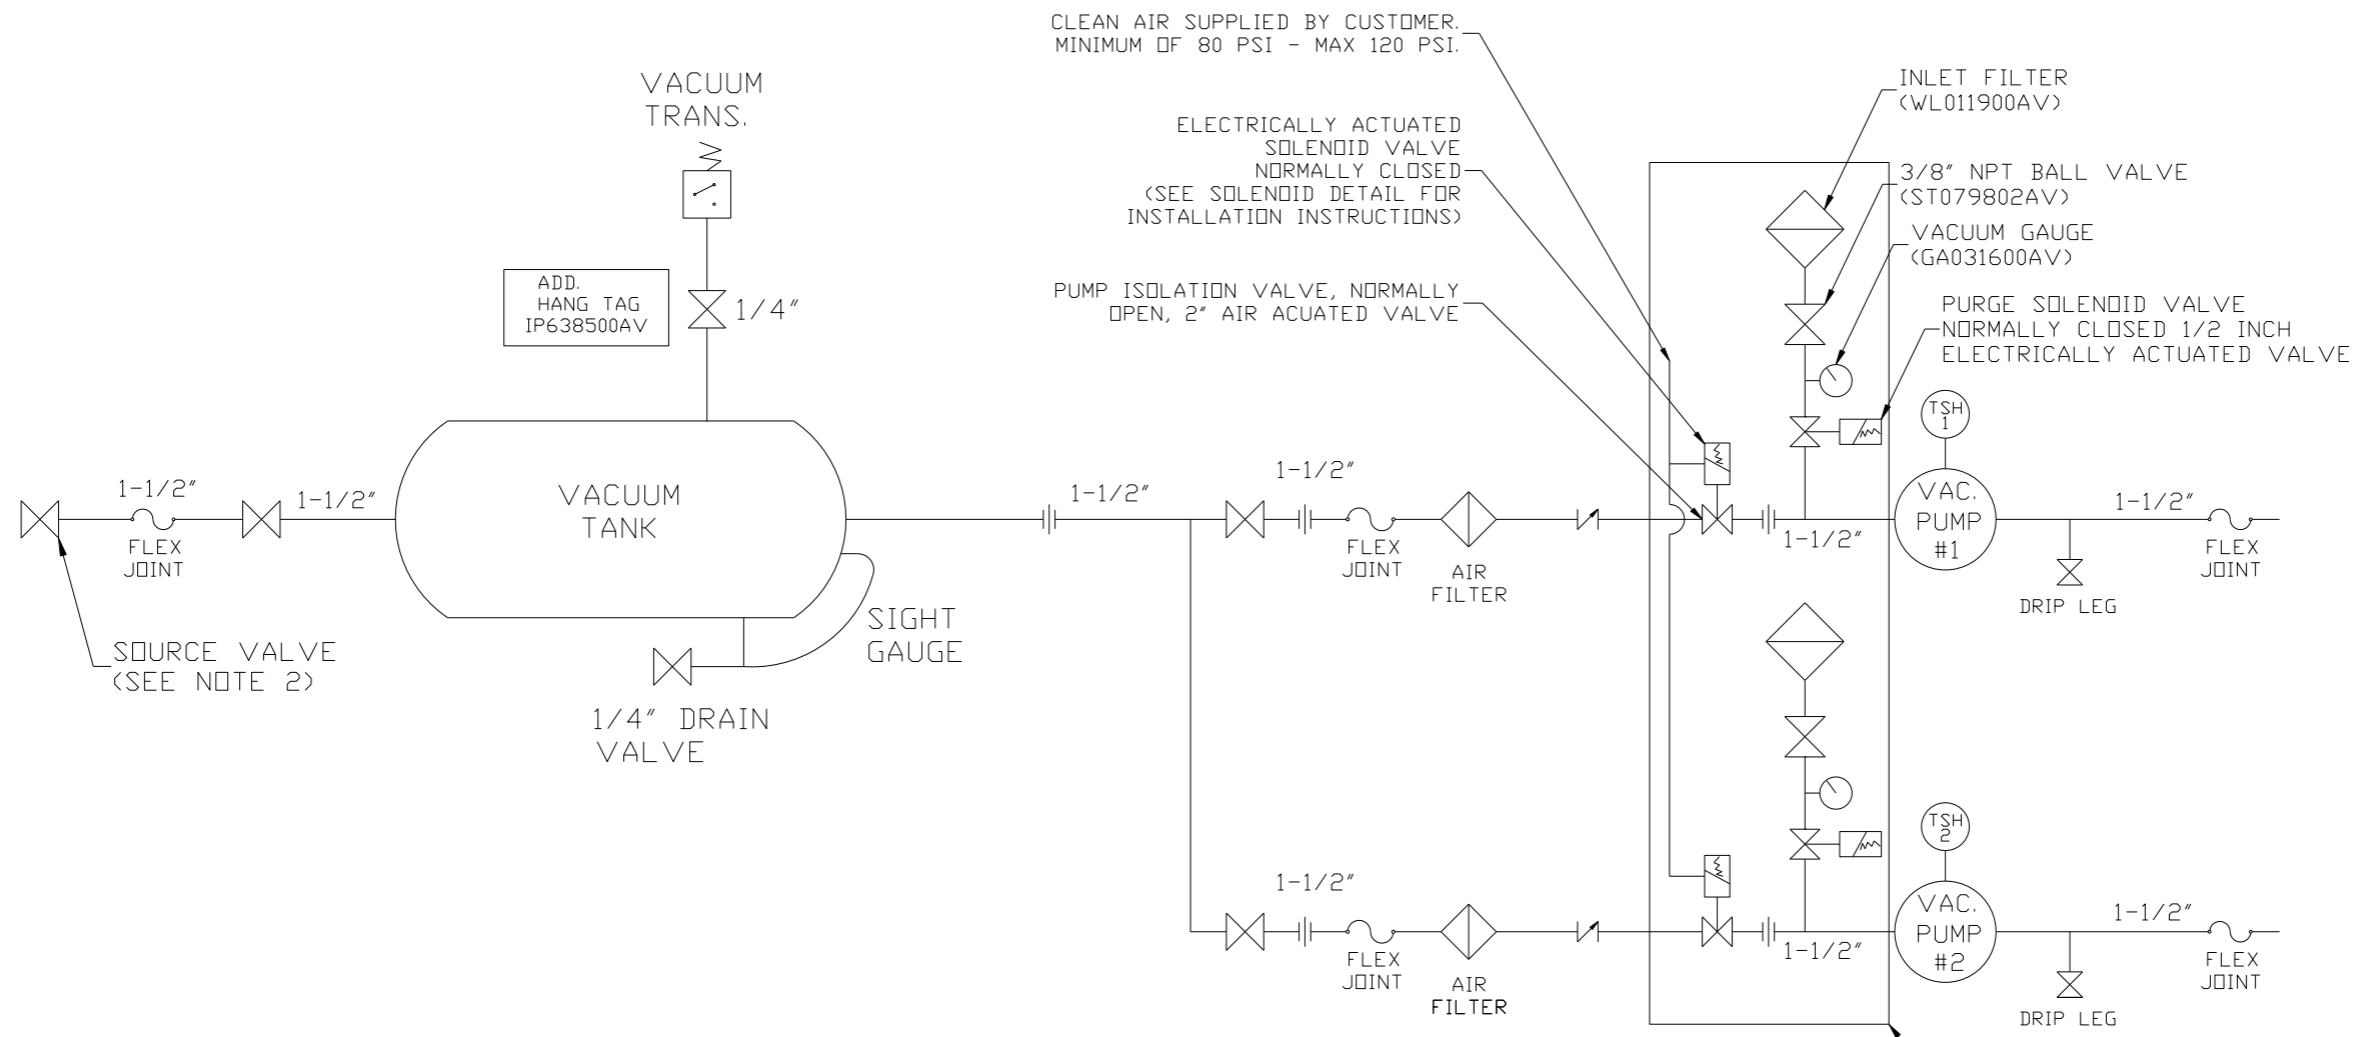 CLEAN AIR SUPPLIED BY CUSTOMER.
MINIMUM OF 80 PSI - MAX 120 PSI.
VACUUM
TRANS.
INLET FILTER
(WL011900AV)
ELECTRICALLY ACTUATED
SOLENOID VALVE
NORMALLY CLOSED
(SEE SOLENOID DETAIL FOR
INSTALLATION INSTRUCTIONS)
3/8" NPT BALL VALVE
(ST079802AV)
VACUUM GAUGE
(GA031600AV)
ADD.
HANG TAG
IP638500AV
1/4"
PUMP ISOLATION VALVE, NORMALLY
OPEN, 2" AIR ACUATED VALVE
PURGE SOLENOID VALVE
NORMALLY CLOSED 1/2 INCH
ELECTRICALLY ACTUATED VALVE
TSH
1
1-1/2"
FLEX
JOINT
1-1/2"
VACUUM
TANK
1-1/2"
1-1/2"
FLEX
JOINT
AIR
FILTER
1-1/2"
VAC.
PUMP
#1
1-1/2"
FLEX
JOINT
DRIP LEG
SOURCE VALVE
(SEE NOTE 2)
SIGHT
GAUGE
1/4" DRAIN
VALVE
TSH
2
1-1/2"
FLEX
JOINT
AIR
FILTER
1-1/2"
VAC.
PUMP
#2
1-1/2"
FLEX
JOINT
DRIP LEG